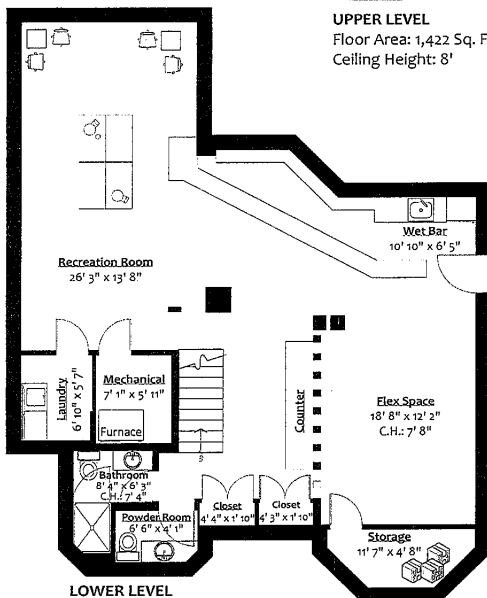 UPPER LEVEL
Floor Area: 1,422 Sq. F
Ceiling Height: 8'
Wet Bar
10' 10" x 6' 5"
Recreation Room
26' 3" x 13' 8"
Laundry
6' 10" x 5' 7"
Mechanical
7' 1" x 5' 11"
Furnace
Counter
Flex Space
18' 8" x 12' 2"
C.H.: 7' 8"
Bathroom
8' 4" x 6' 3"
C.H.: 7' 4"
Powder Room
6' 6" x 4' 1"
Closet
4' 4" x 1' 10"
Closet
4' 3" x 1' 10"
Storage
11' 7" x 4' 8"
LOWER LEVEL